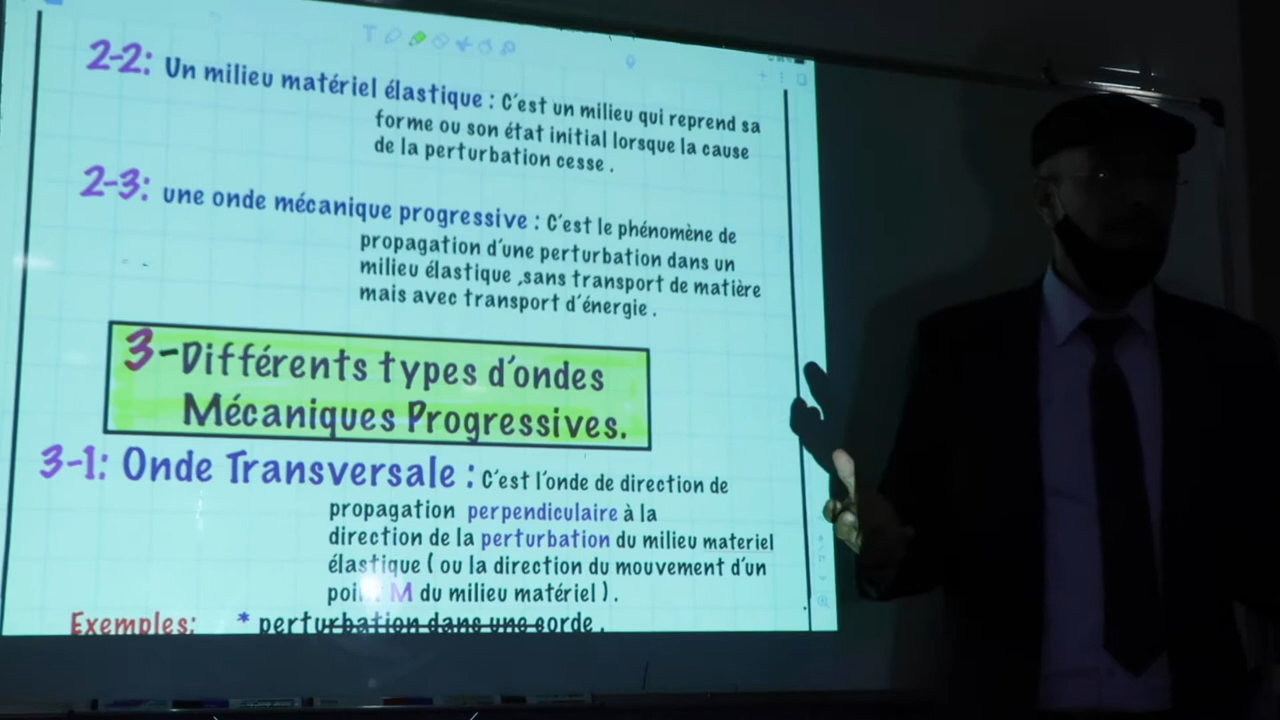 2-2: Un milieu matériel élastique : C'est un milieu qui reprend sa
forme ou son état initial lorsque la cause
de la perturbation cesse .
2-3: une onde mécanique progressive : C'est le phénomène de
propagation d'une perturbation dans un
milieu élastique ,sans transport de matière
mais avec transport d'énergie .
3-Différents types d'ondes
Mécaniques Progressives.
3-1: Onde Transversale : C'est l'onde de direction de
propagation perpendiculaire à la
direction de la perturbation du milieu materiel
élastique ( ou la direction du mouvement d'un
M du milieu matériel ) .
Exemples: * perturbation dans une corde .